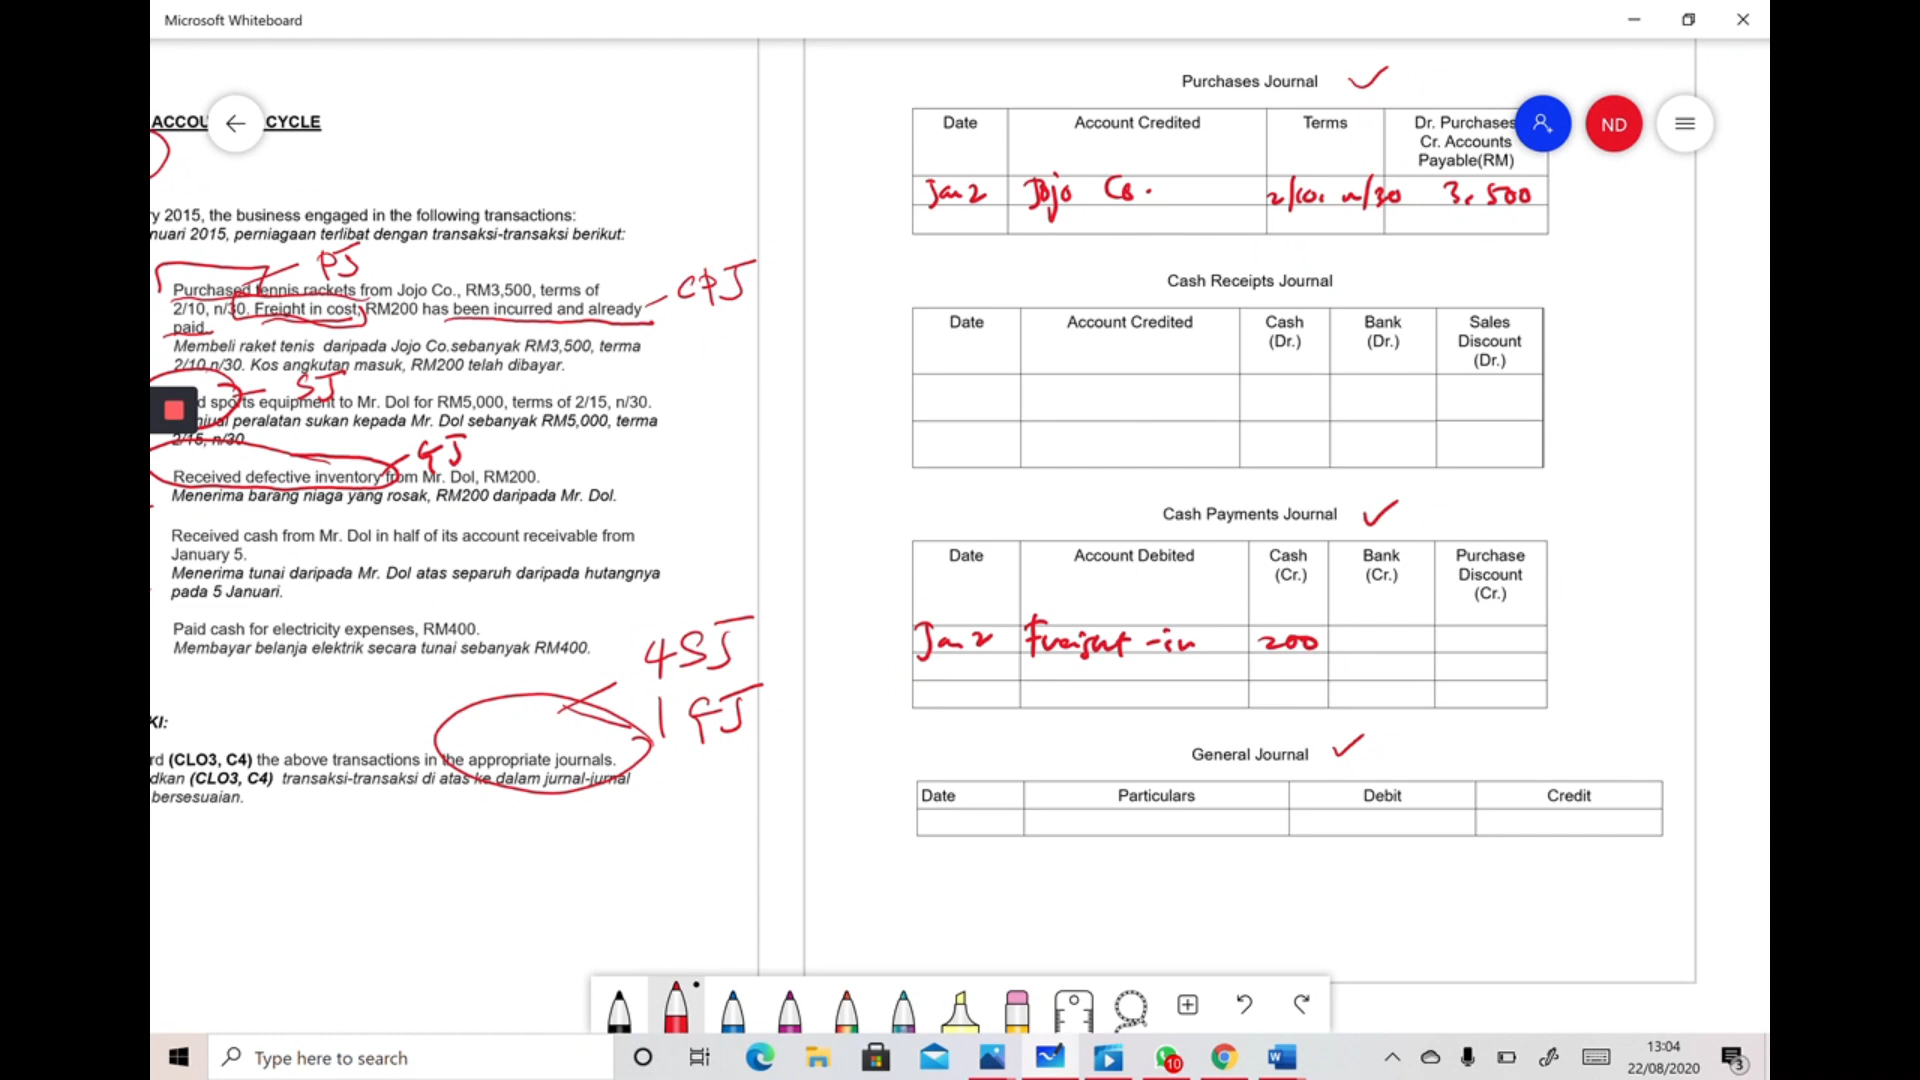 Microsoft Whiteboard
ACCOU CYCLE
y 2015, the business engaged in the following transactions:
nuari 2015, perniagaan terlibat dengan transaksi-transaksi berikut:
PJ
Purchased tennis rackets from Jojo Co., RM3,500, terms of
2/10, n/30. Freight in cost, RM200 has been incurred and already
paid.
CPJ
Membeli raket tenis daripada Jojo Co.sebanyak RM3,500, terma
2/10,n/30. Kos angkutan masuk, RM200 telah dibayar.
SJ
d sports equipment to Mr. Dol for RM5,000, terms of 2/15, n/30.
njual peralatan sukan kepada Mr. Dol sebanyak RM5,000, terma
2/15, n/30
GJ
Received defective inventory from Mr. Dol, RM200.
Menerima barang niaga yang rosak, RM200 daripada Mr. Dol.
Received cash from Mr. Dol in half of its account receivable from
January 5.
Menerima tunai daripada Mr. Dol atas separuh daripada hutangnya
pada 5 Januari.
Paid cash for electricity expenses, RM400.
Membayar belanja elektrik secara tunai sebanyak RM400.
4SJ
1 GJ
KI:
rd (CLO3, C4) the above transactions in the appropriate journals.
dkan (CLO3, C4) transaksi-transaksi di atas ke dalam jurnal-jurnal
bersesuaian.
Purchases Journal
Date Account Credited Terms Dr. Purchases
Cr. Accounts
Payable(RM)
Jan 2 Jojo Co. 2/10, n/30 3,500
ND
Cash Receipts Journal
Date Account Credited Cash Bank Sales
(Dr.) (Dr.) Discount
(Dr.)
Cash Payments Journal
Date Account Debited Cash Bank Purchase
(Cr.) (Cr.) Discount
(Cr.)
Jan 2 Freight -in 200
General Journal
Date Particulars Debit Credit
Type here to search
10
13:04
22/08/2020
3